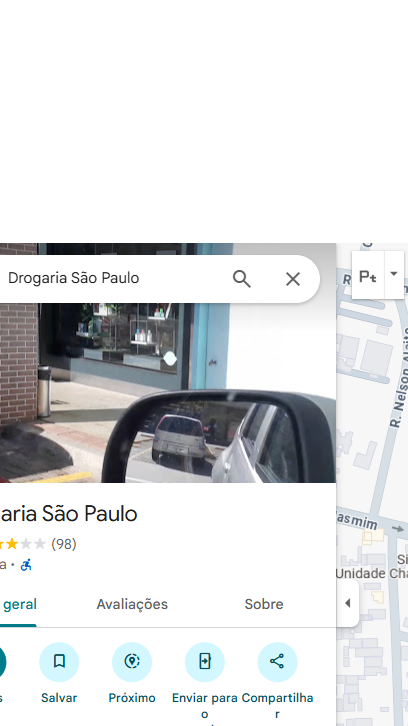 Drogaria São Paulo
R. Nelson
aria São Paulo
(98)
a ·
asmim
Si
Unidade Cha
geral
Avaliações
Sobre
s
Salvar
Próximo
Enviar para o
Compartilhar